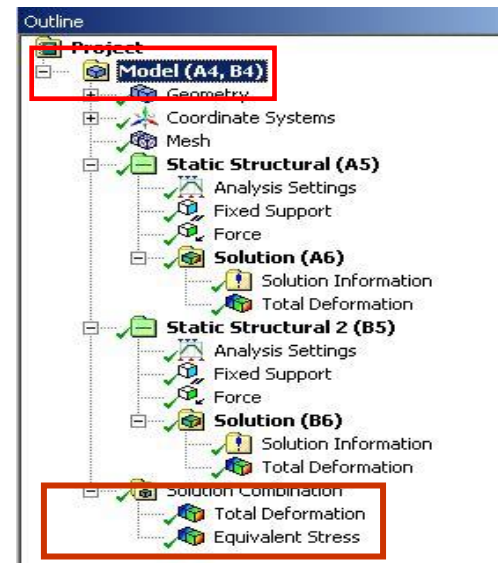 Outline
Project
Model (A4, B4)
Geometry
Coordinate Systems
Mesh
Static Structural (A5)
Analysis Settings
Fixed Support
Force
Solution (A6)
Solution Information
Total Deformation
Static Structural 2 (B5)
Analysis Settings
Fixed Support
Force
Solution (B6)
Solution Information
Total Deformation
Solution Combination
Total Deformation
Equivalent Stress